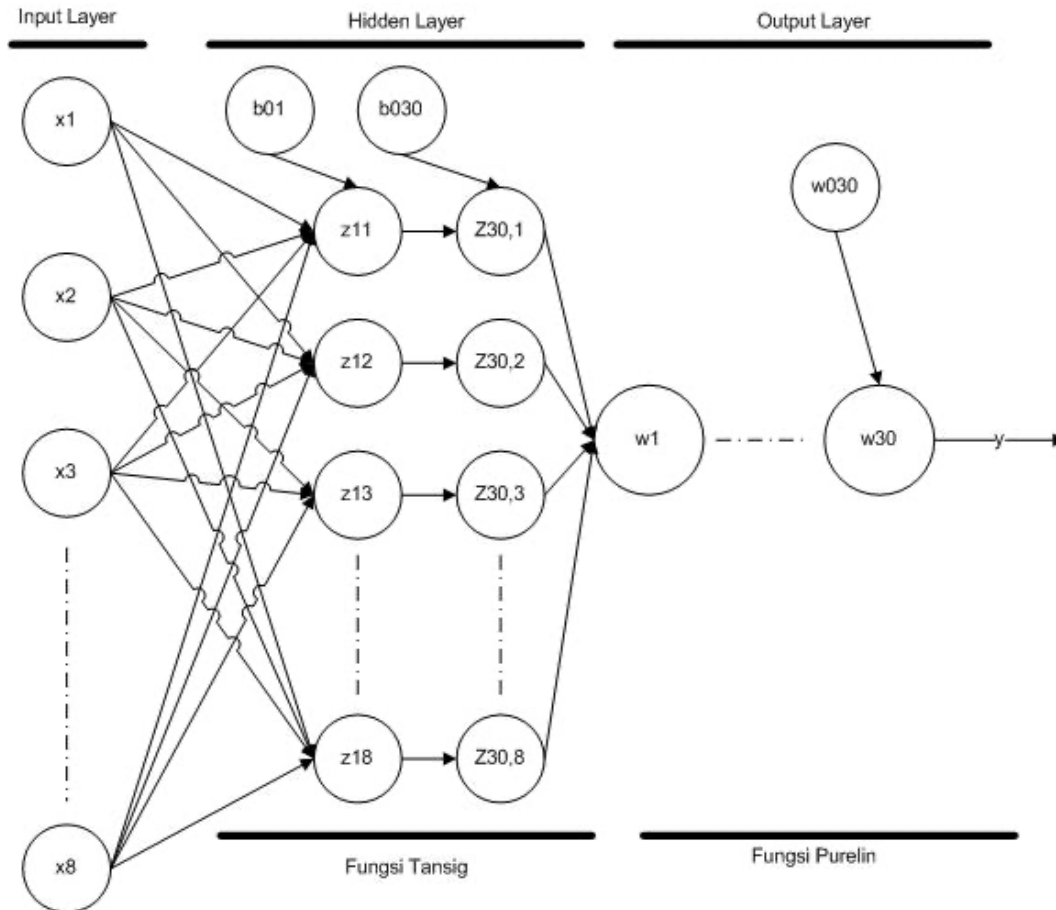 Input Layer
Hidden Layer
Output Layer
x1
b01
b030
w030
z11
Z30,1
x2
z12
Z30,2
w1
w30
y
x3
z13
Z30,3
z18
Z30,8
x8
Fungsi Tansig
Fungsi Purelin